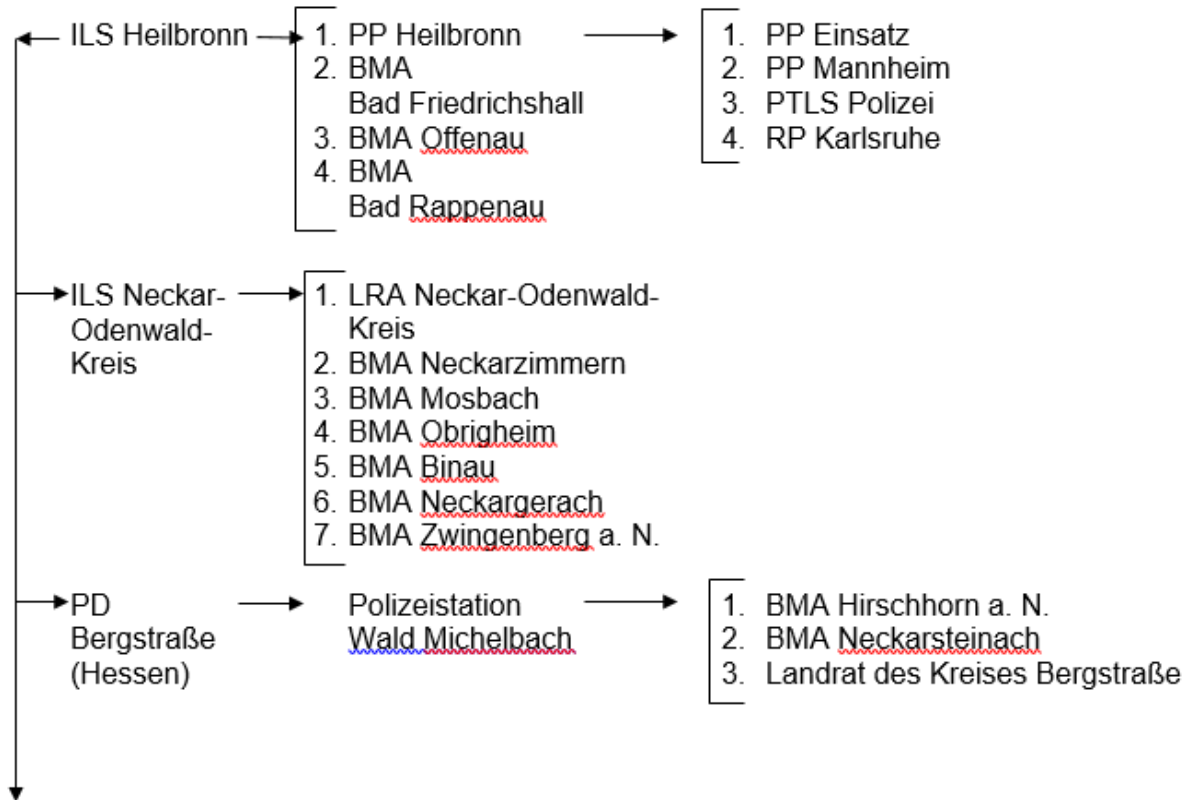 ILS Heilbronn
1. PP Heilbronn
2. BMA
Bad Friedrichshall
3. BMA Offenau
4. BMA
Bad Rappenau
1. PP Einsatz
2. PP Mannheim
3. PTLS Polizei
4. RP Karlsruhe
ILS Neckar-
Odenwald-
Kreis
1. LRA Neckar-Odenwald-
Kreis
2. BMA Neckarzimmern
3. BMA Mosbach
4. BMA Obrigheim
5. BMA Binau
6. BMA Neckargerach
7. BMA Zwingenberg a. N.
PD
Bergstraße
(Hessen)
Polizeistation
Wald Michelbach
1. BMA Hirschhorn a. N.
2. BMA Neckarsteinach
3. Landrat des Kreises Bergstraße